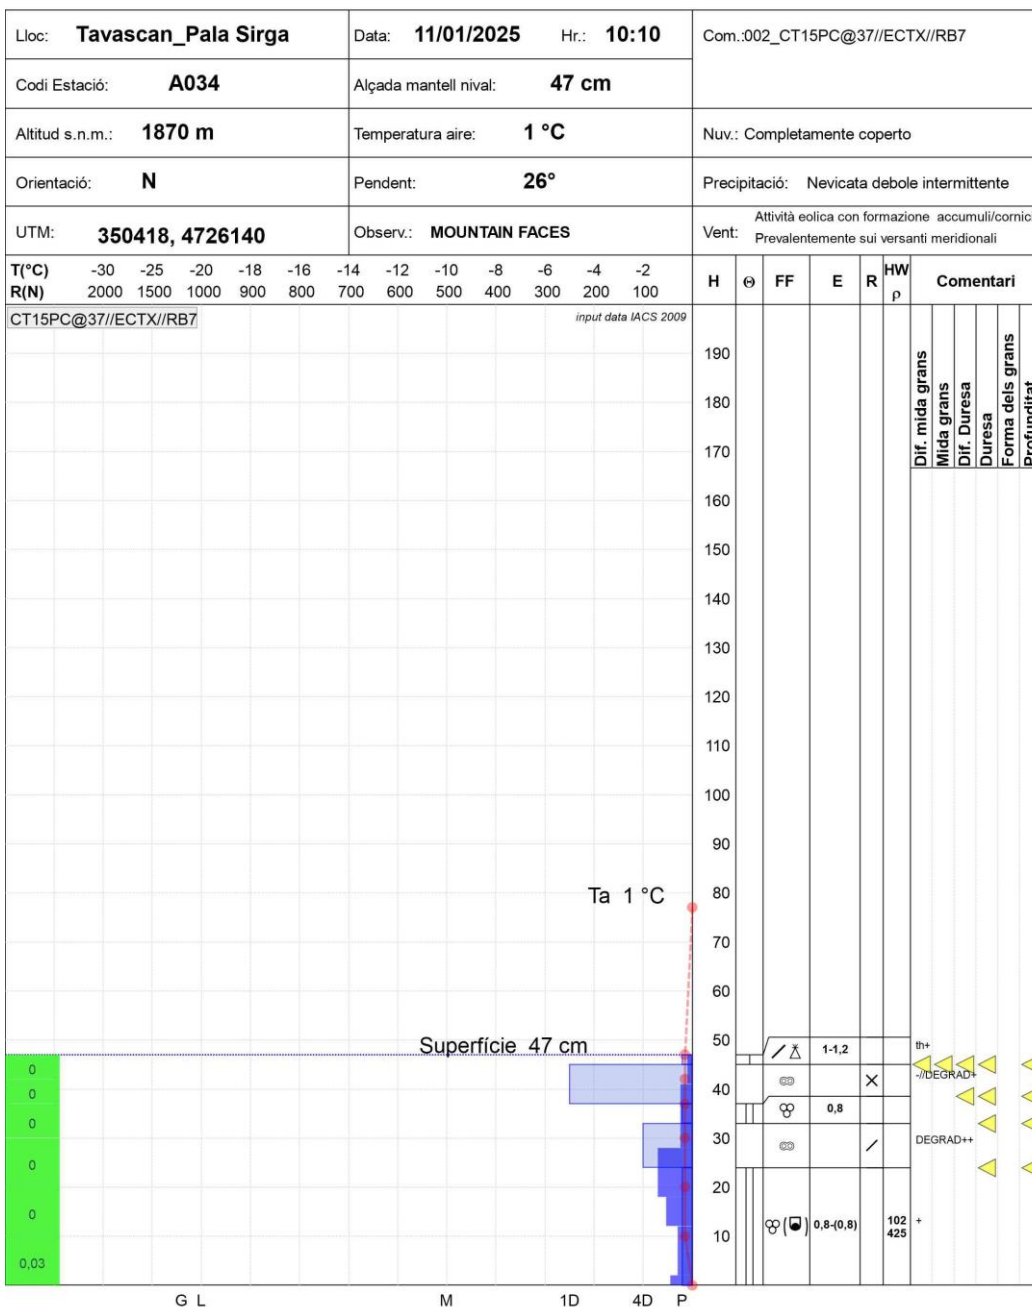 Lloc: Tavascan_Pala Sirga Data: 11/01/2025 Hr.: 10:10 Com.:002_CT15PC@37//ECTX//RB7
Codi Estació: A034 Alçada mantell nival: 47 cm
Altitud s.n.m.: 1870 m Temperatura aire: 1 °C Nuv.: Completamente coperto
Orientació: N Pendent: 26° Precipitació: Nevicata debole intermittente
UTM: 350418, 4726140 Observ.: MOUNTAIN FACES Vent: Attività eolica con formazione accumuli/cornic
Prevalentemente sui versanti meridionali
T(°C) -30 -25 -20 -18 -16 -14 -12 -10 -8 -6 -4 -2
R(N) 2000 1500 1000 900 800 700 600 500 400 300 200 100
H Θ FF E R HW ρ Comentari
CT15PC@37//ECTX//RB7 input data IACS 2009
Dif. mida grans
Mida grans
Dif. Duresa
Duresa
Forma dels grans
Profunditat
190
180
170
160
150
140
130
120
110
100
90
80
Ta 1 °C
70
60
50
Superfície 47 cm
1-1,2 th+
0
-//DEGRAD+
0 40
0,8
0
30 DEGRAD++
0
20
0 0,8-(0,8) 102 +
425
10
0,03
G L M 1D 4D P